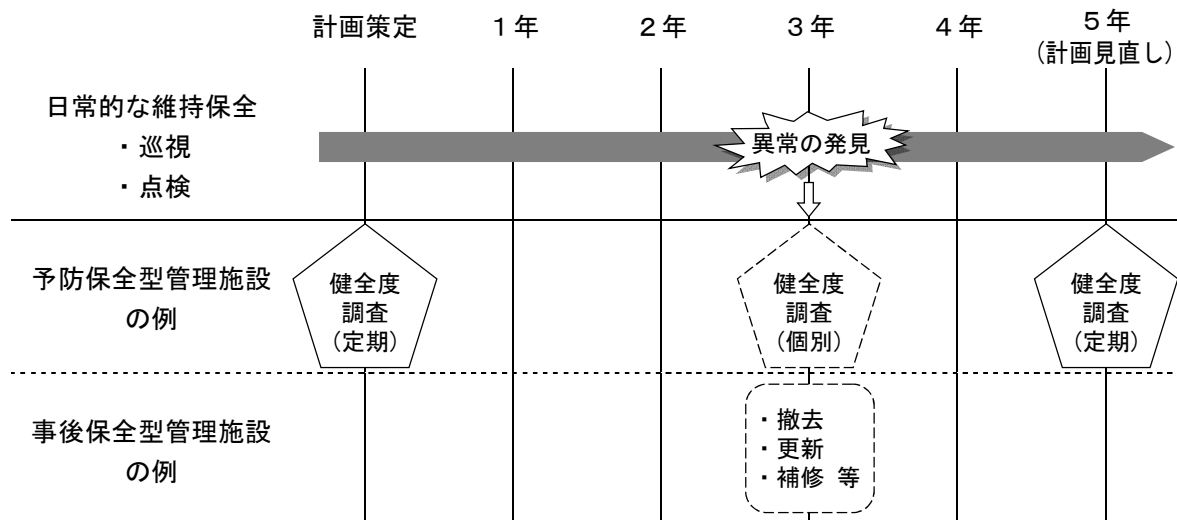 計画策定
1年
2年
3年
4年
5年
(計画見直し)
日常的な維持保全
・巡視
・点検
異常の発見
予防保全型管理施設
の例
健全度
調査
(定期)
健全度
調査
(個別)
健全度
調査
(定期)
事後保全型管理施設
の例
・撤去
・更新
・補修 等